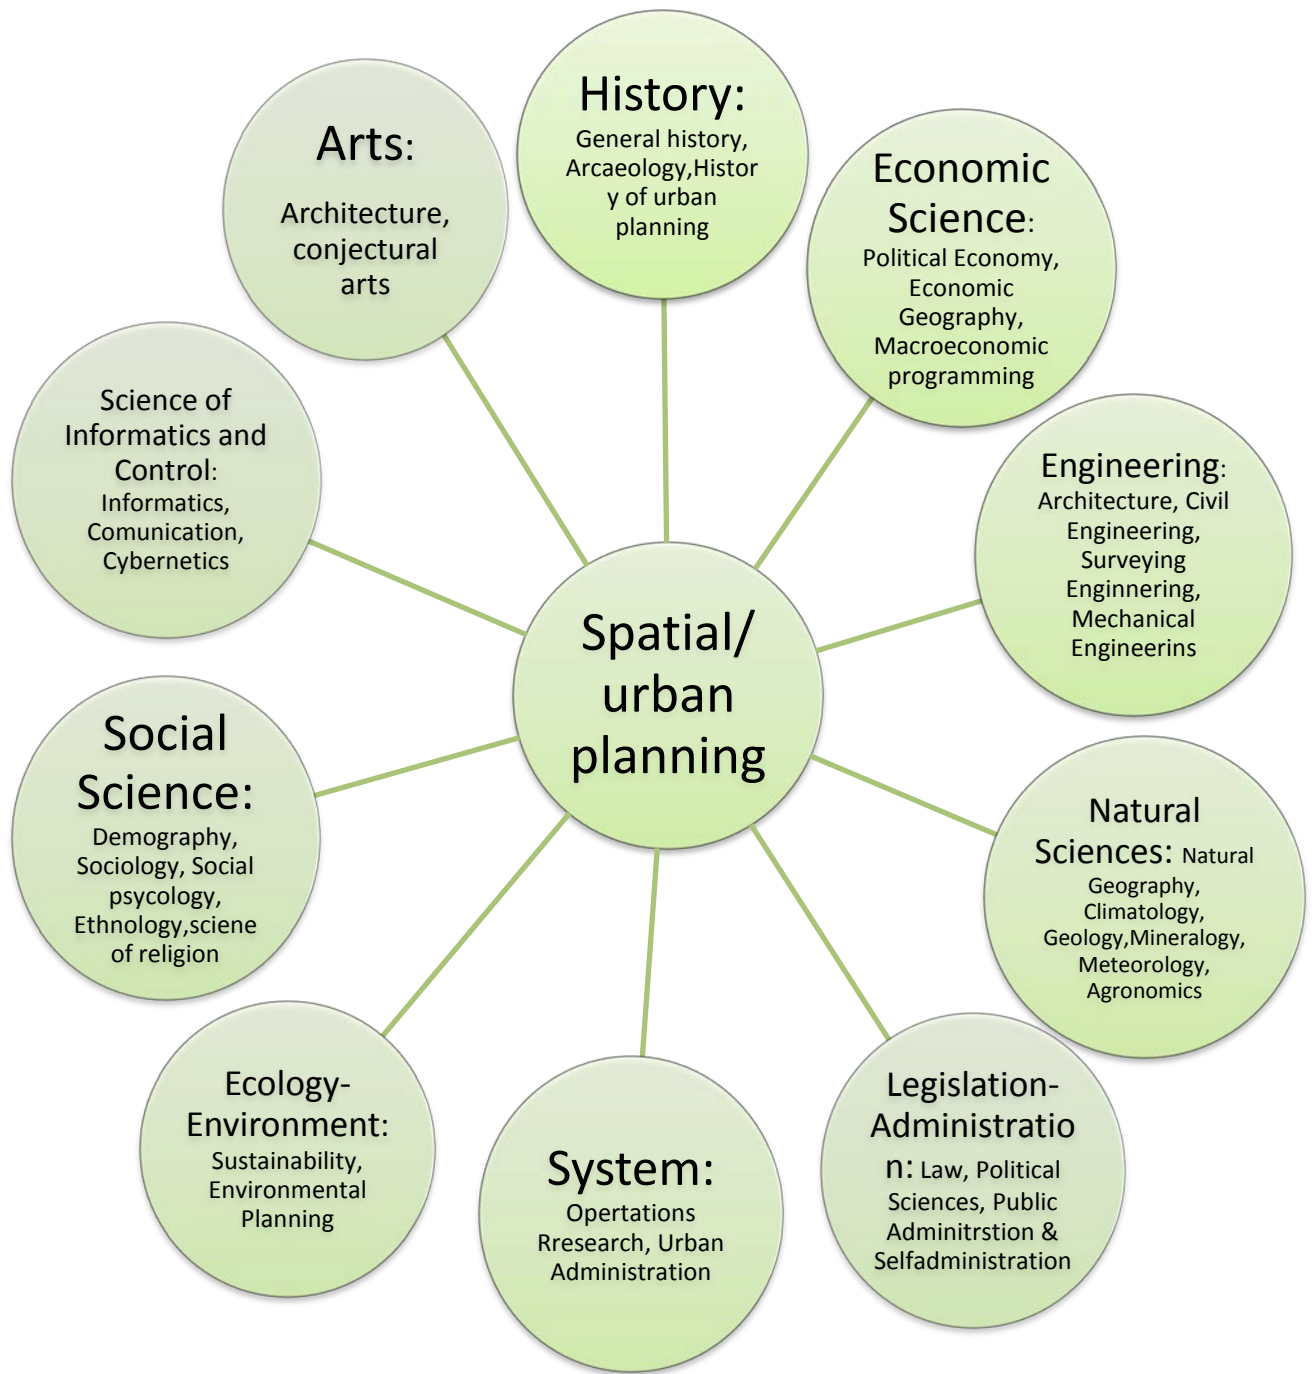 History:
General history,
Arcaeology,Histor
y of urban
planning
Economic
Science:
Political Economy,
Economic
Geography,
Macroeconomic
programming
Engineering:
Architecture, Civil
Engineering,
Surveying
Enginnering,
Mechanical
Engineerins
Natural
Sciences: Natural
Geography,
Climatology,
Geology,Mineralogy,
Meteorology,
Agronomics
Legislation-
Administratio
n: Law, Political
Sciences, Public
Adminitrstion &
Selfadministration
System:
Opertations
Rresearch, Urban
Administration
Ecology-
Environment:
Sustainability,
Environmental
Planning
Social
Science:
Demography,
Sociology, Social
psycology,
Ethnology,sciene
of religion
Science of
Informatics and
Control:
Informatics,
Comunication,
Cybernetics
Arts:
Architecture,
conjectural
arts
Spatial/
urban
planning